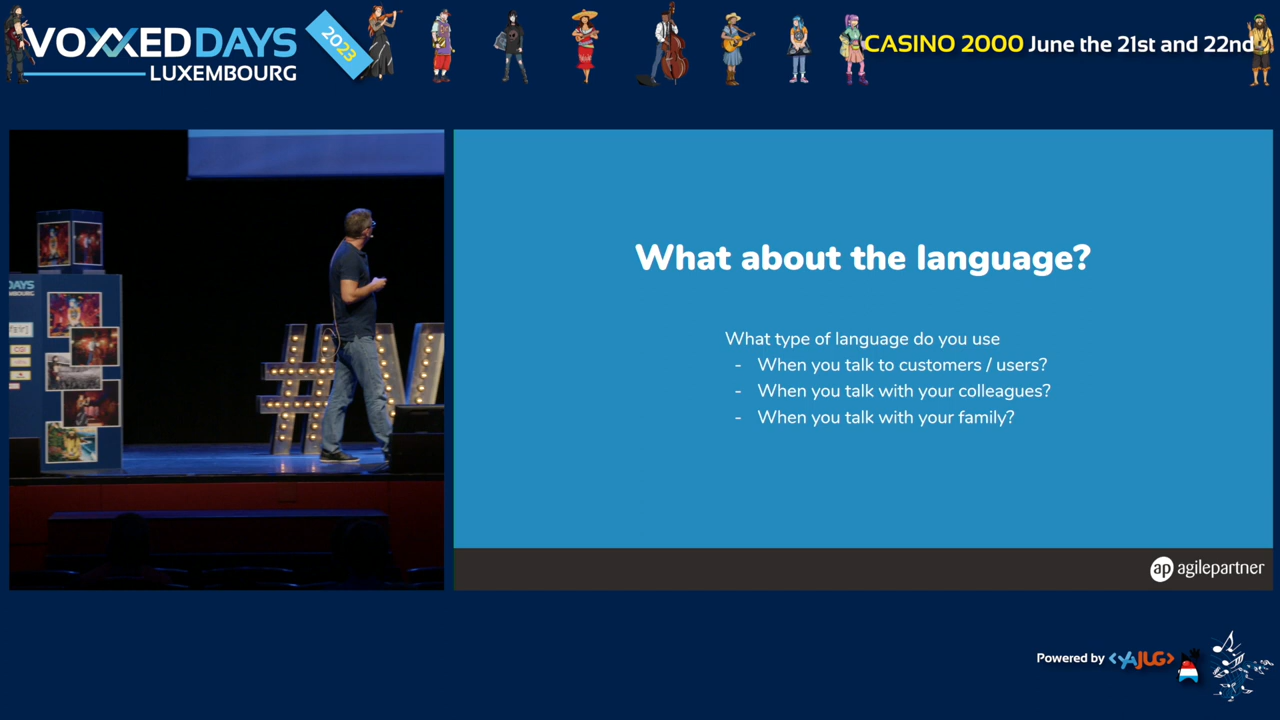 VOXXED DAYS
LUXEMBOURG
2023
CASINO 2000 June the 21st and 22nd
DAYS
CGI
#V
What about the language?
What type of language do you use
- When you talk to customers / users?
- When you talk with your colleagues?
- When you talk with your family?
ap agilepartner
Powered by <YAJUG>